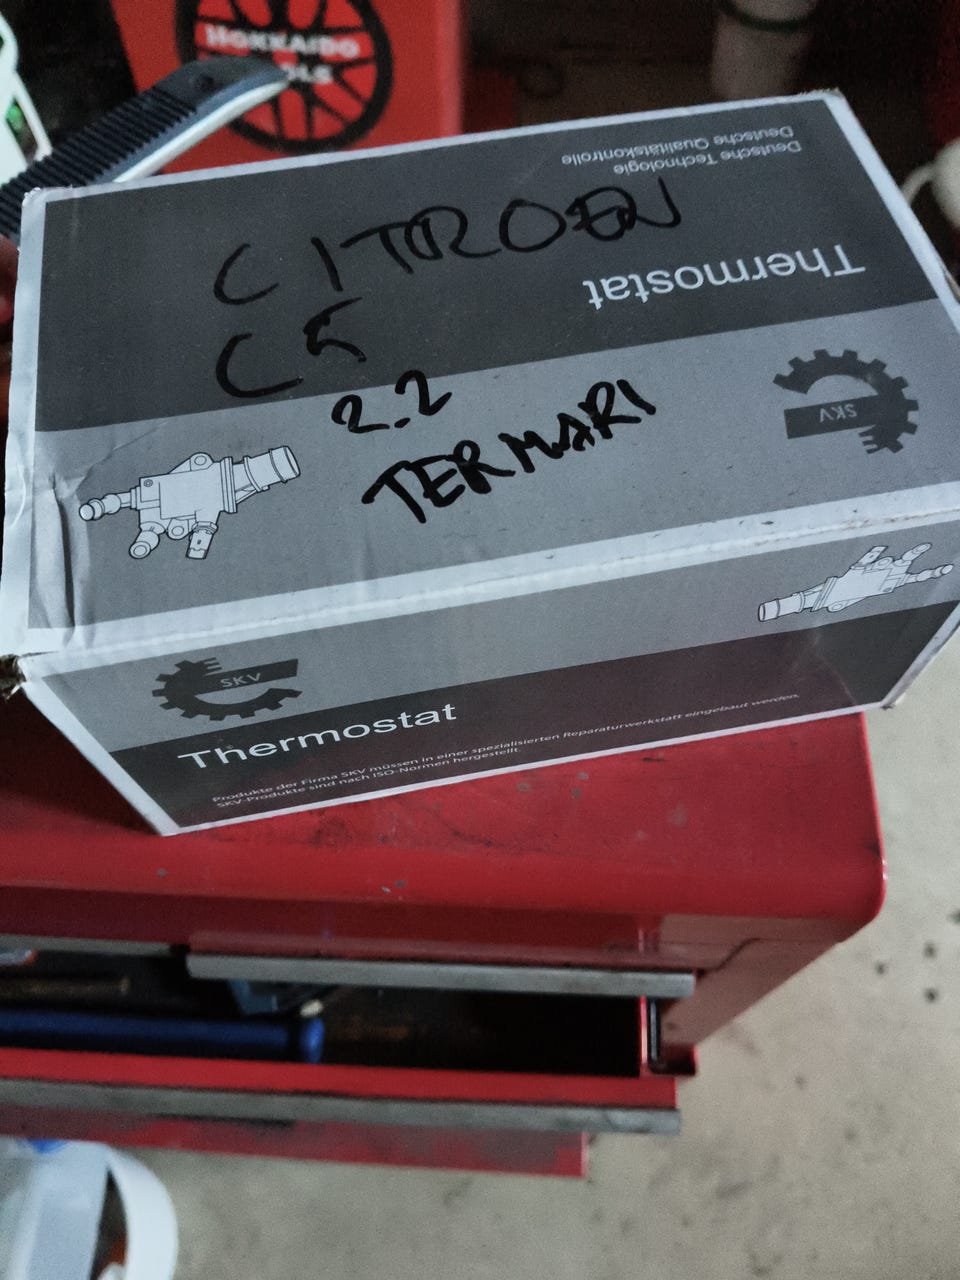 HOKKAIDO
Deutsche Technologie
Deutsche Qualitätskontrolle
Thermostat
SKV
CITROEN
C5
2.2
TERMARI
SKV
Thermostat
Produkte der Firma SKV müssen in einer spezialisierten Reparaturwerkstatt eingebaut werden.
SKV-Produkte sind nach ISO-Normen hergestellt.